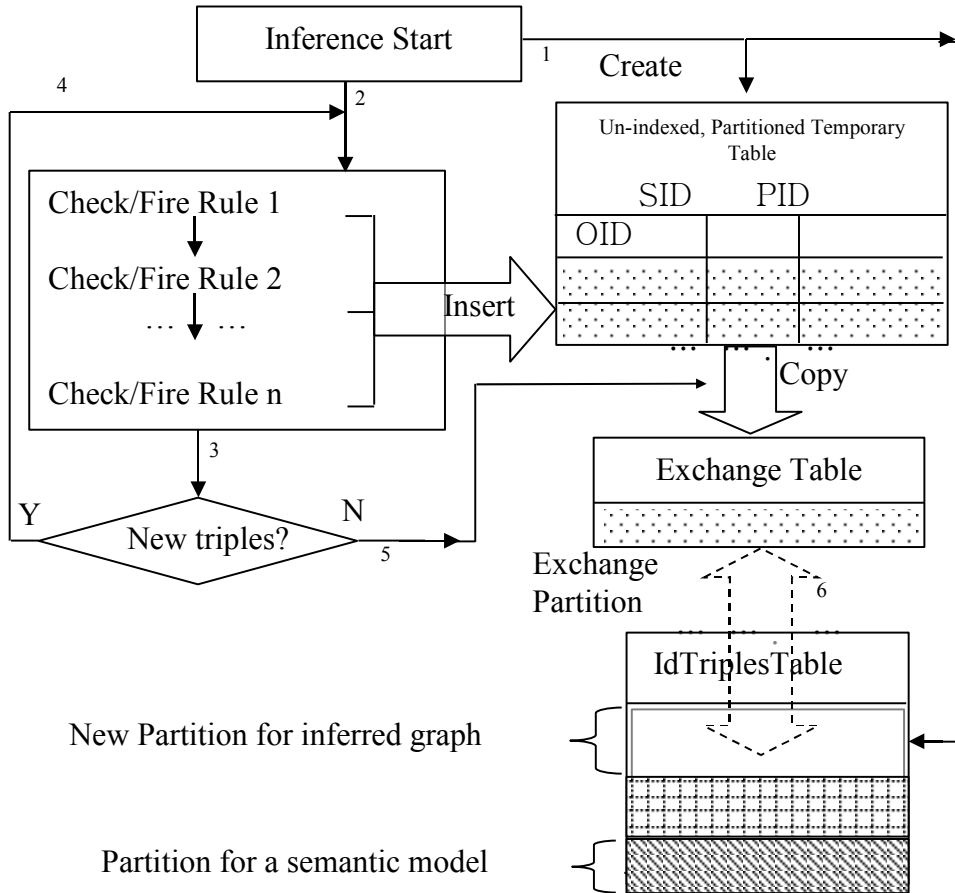 Inference Start
1
Create
4
2
Un-indexed, Partitioned Temporary
Table
SID PID
OID
Check/Fire Rule 1
Check/Fire Rule 2
... ...
Check/Fire Rule n
Insert
... ... ...
Copy
3
Exchange Table
Y
N
New triples?
5
Exchange
Partition
6
... ... ...
IdTriplesTable
New Partition for inferred graph
Partition for a semantic model